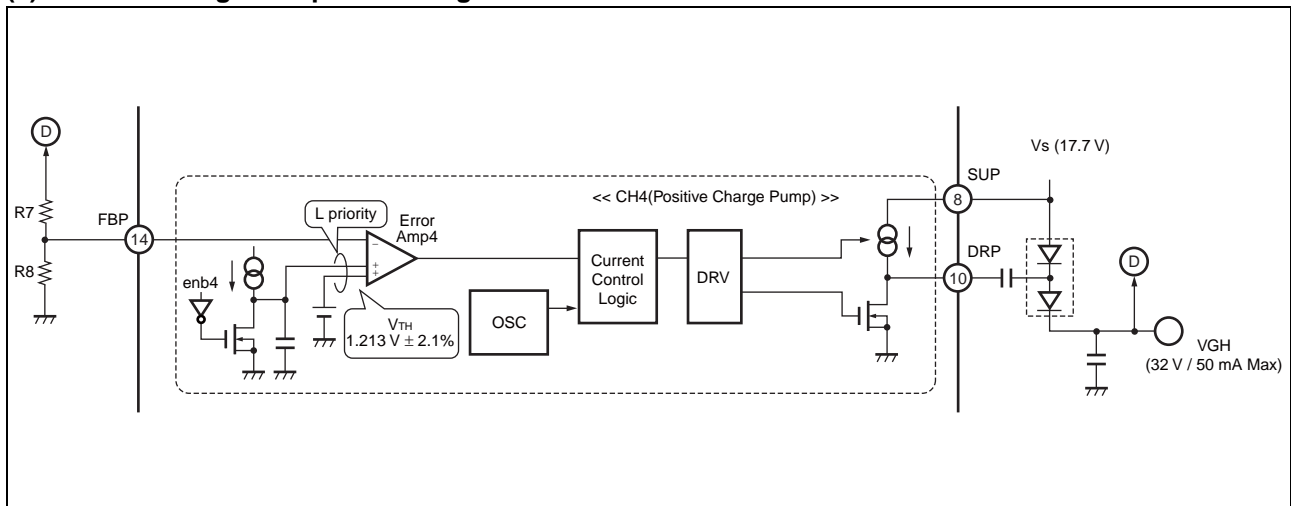 D
R7
R8
FBP
14
enb4
L priority
Error
Amp4
VTH
1.213 V ± 2.1%
−
+
+
OSC
<< CH4(Positive Charge Pump) >>
Current
Control
Logic
DRV
SUP
8
DRP
10
Vs (17.7 V)
D
VGH
(32 V / 50 mA Max)